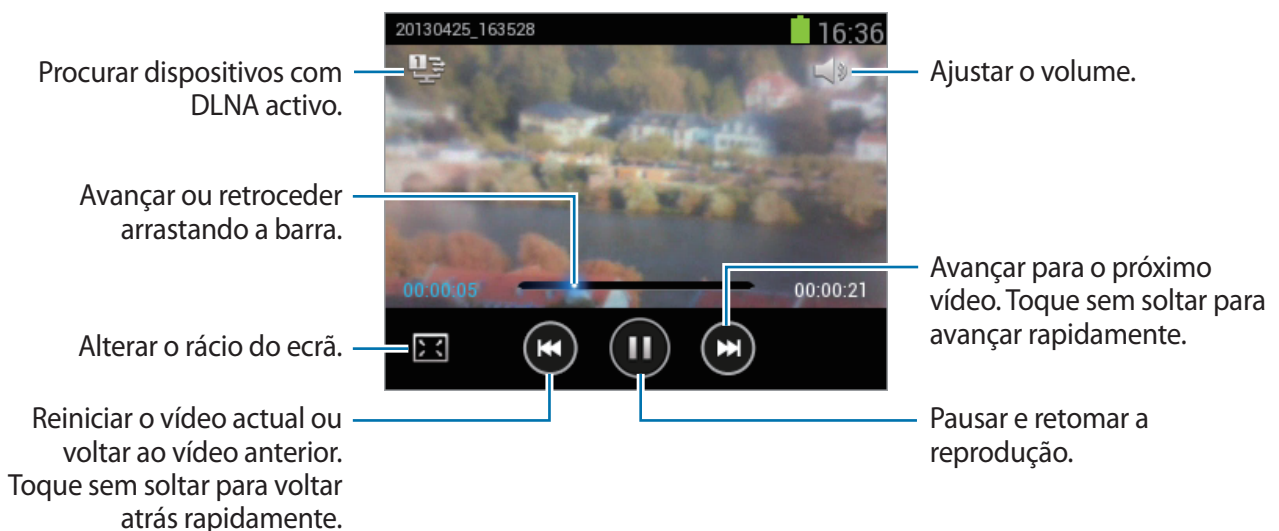 20130425_163528
16:36
Procurar dispositivos com
DLNA activo.
1
Ajustar o volume.
Avançar ou retroceder
arrastando a barra.
00:00:05
00:00:21
Avançar para o próximo
vídeo. Toque sem soltar para
avançar rapidamente.
Alterar o rácio do ecrã.
Reiniciar o vídeo actual ou
voltar ao vídeo anterior.
Toque sem soltar para voltar
atrás rapidamente.
Pausar e retomar a
reprodução.